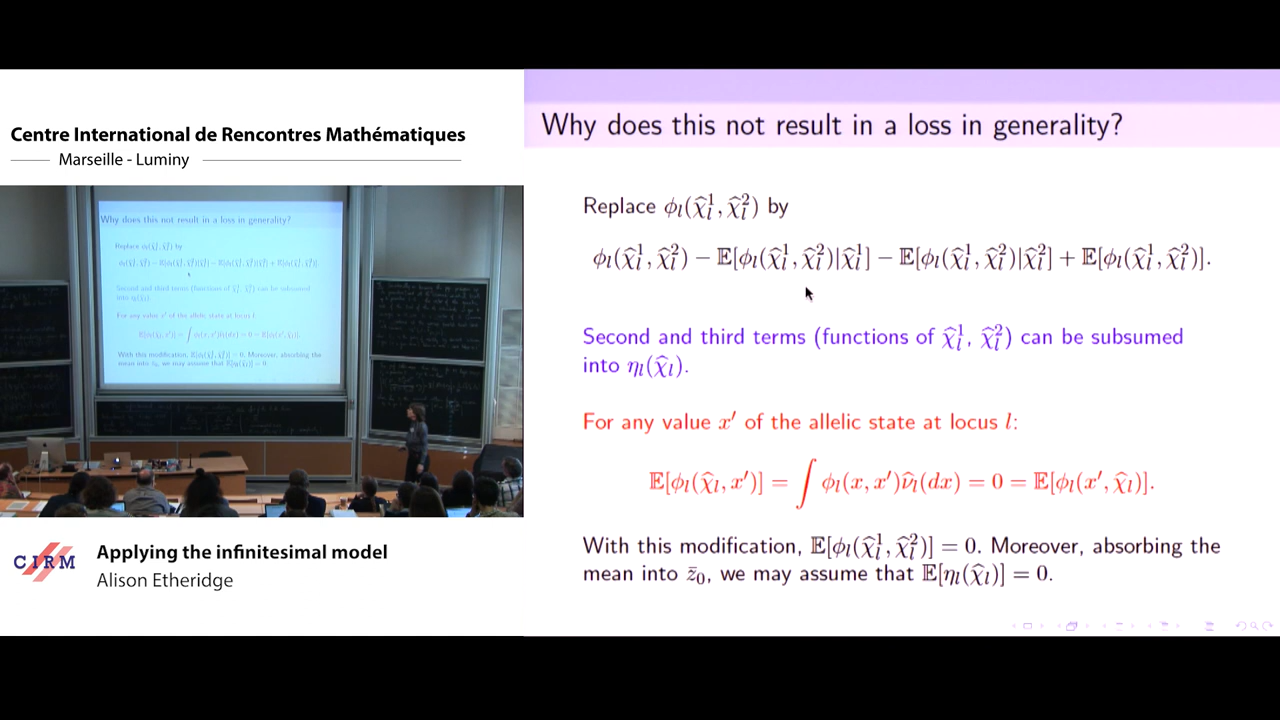 Centre International de Rencontres Mathématiques
Marseille - Luminy
Why does this not result in a loss in generality?
Replace ϕ_l(χ̂_l^1, χ̂_l^2) by
ϕ_l(χ̂_l^1, χ̂_l^2) − 𝔼[ϕ_l(χ̂_l^1, χ̂_l^2)|χ̂_l^1] − 𝔼[ϕ_l(χ̂_l^1, χ̂_l^2)|χ̂_l^2] + 𝔼[ϕ_l(χ̂_l^1, χ̂_l^2)].
Second and third terms (functions of χ̂_l^1, χ̂_l^2) can be subsumed
into η_l(χ̂_l).
For any value x′ of the allelic state at locus l:
𝔼[ϕ_l(χ̂_l, x′)] = ∫ ϕ_l(x, x′)ν̂_l(dx) = 0 = 𝔼[ϕ_l(x′, χ̂_l)].
With this modification, 𝔼[ϕ_l(χ̂_l^1, χ̂_l^2)] = 0. Moreover, absorbing the
mean into z̄_0, we may assume that 𝔼[η_l(χ̂_l)] = 0.
CIRM
Applying the infinitesimal model
Alison Etheridge